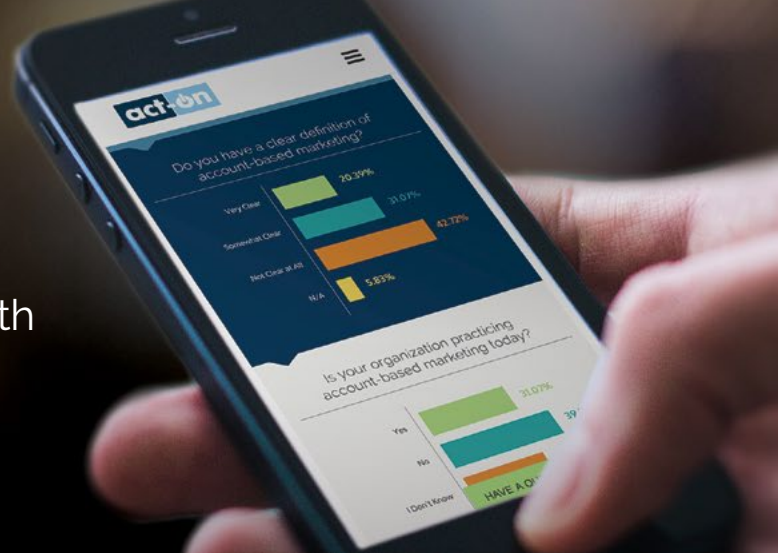 act-on
Do you have a clear definition of
account-based marketing?
Very Clear 20.39%
Somewhat Clear 31.07%
Not Clear at All 42.72%
N/A 5.83%
th
Is your organization practicing
account-based marketing today?
Yes 31.07%
No 39
I Don't Know
HAVE A QU